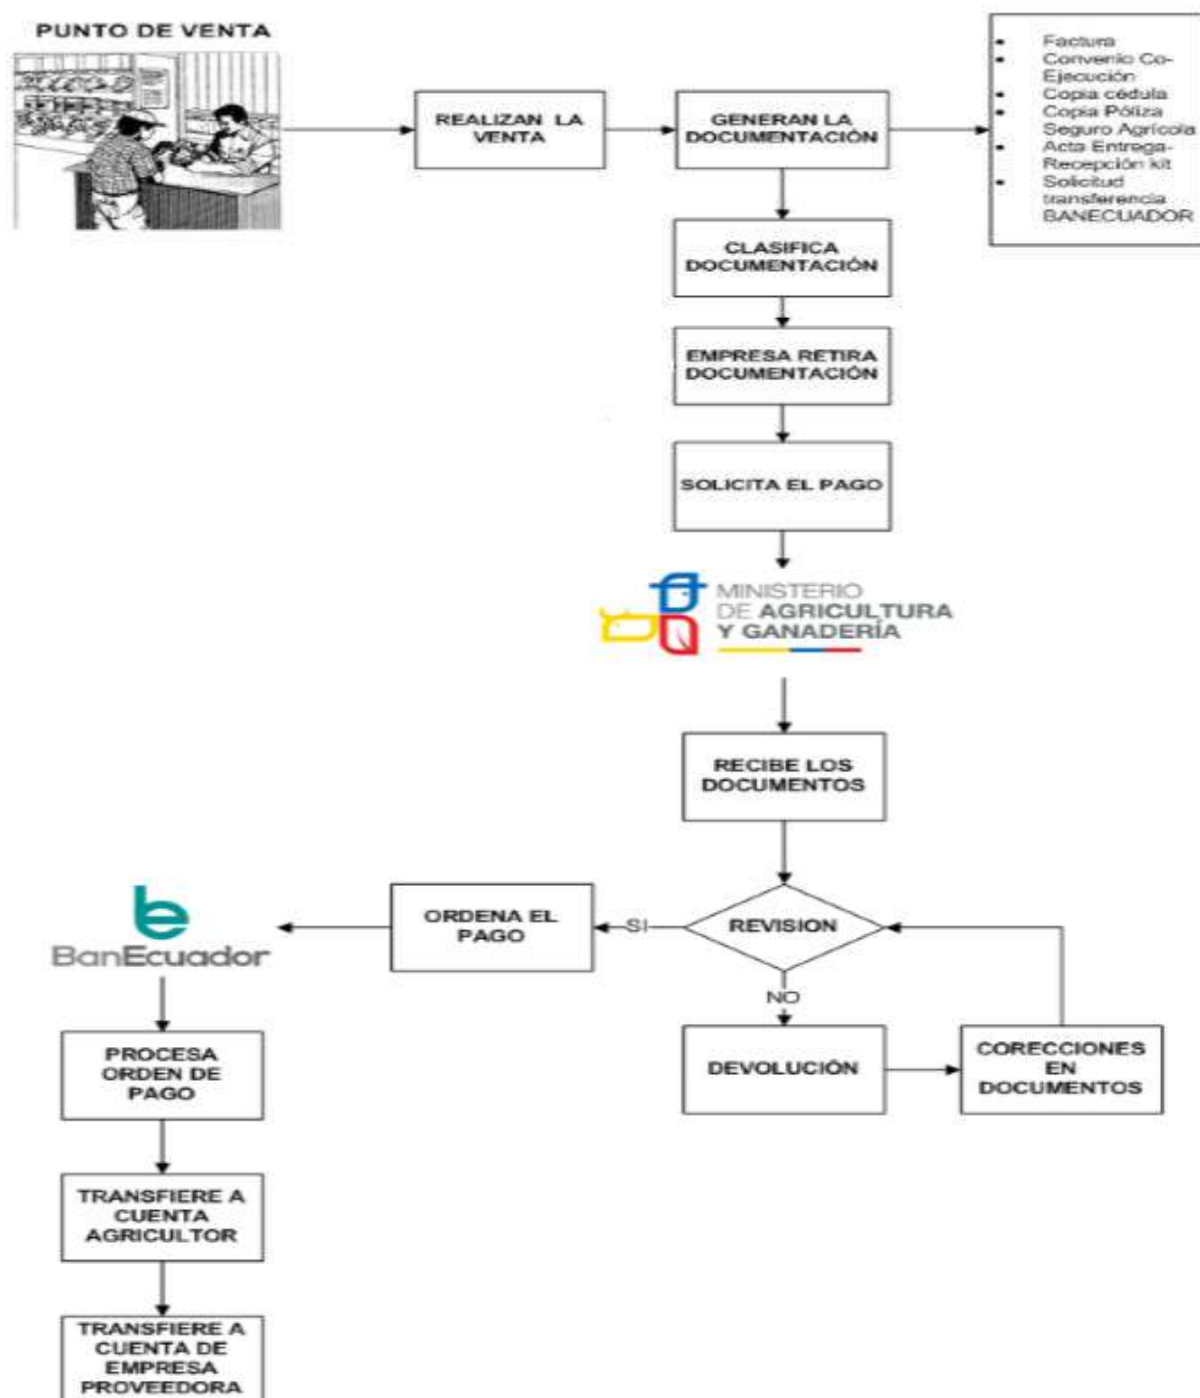 PUNTO DE VENTA
REALIZAN LA
VENTA
GENERAN LA
DOCUMENTACIÓN
Factura
Convenio Co-
Ejecución
Copia cédula
Copia Póliza
Seguro Agrícola
Acta Entrega-
Recepción kit
Solicitud
transferencia
BANECUADOR
CLASIFICA
DOCUMENTACIÓN
EMPRESA RETIRA
DOCUMENTACIÓN
SOLICITA EL PAGO
MINISTERIO
DE AGRICULTURA
Y GANADERÍA
RECIBE LOS
DOCUMENTOS
REVISION
SI
ORDENA EL
PAGO
BanEcuador
NO
DEVOLUCIÓN
CORECCIONES
EN
DOCUMENTOS
PROCESA
ORDEN DE
PAGO
TRANSFIERE A
CUENTA
AGRICULTOR
TRANSFIERE A
CUENTA DE
EMPRESA
PROVEEDORA